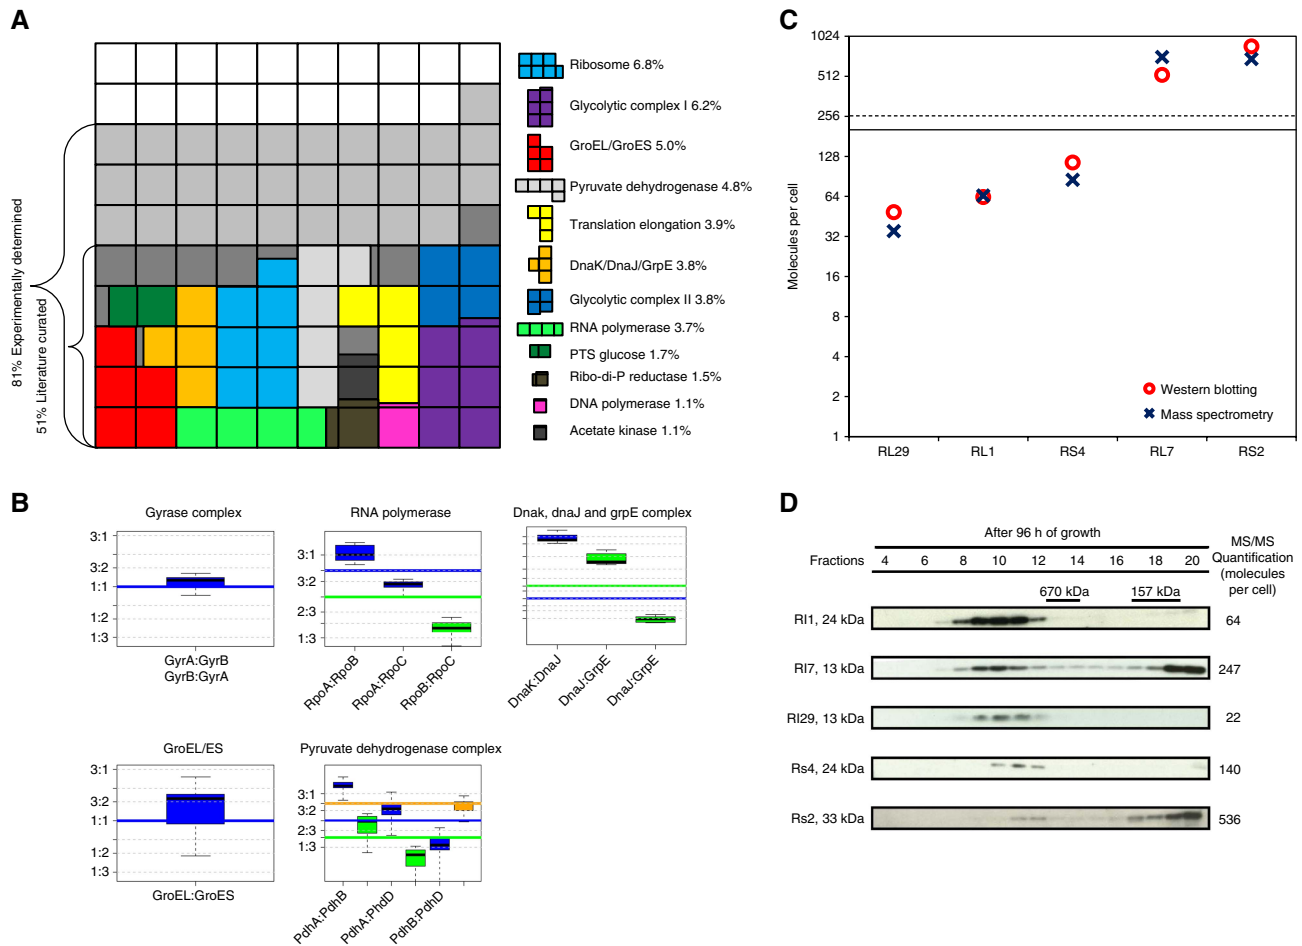 A
81% Experimentally determined
51% Literature curated
Ribosome 6.8%
Glycolytic complex I 6.2%
GroEL/GroES 5.0%
Pyruvate dehydrogenase 4.8%
Translation elongation 3.9%
DnaK/DnaJ/GrpE 3.8%
Glycolytic complex II 3.8%
RNA polymerase 3.7%
PTS glucose 1.7%
Ribo-di-P reductase 1.5%
DNA polymerase 1.1%
Acetate kinase 1.1%
B
Gyrase complex
3:1
3:2
1:1
1:2
1:3
GyrA:GyrB
GyrB:GyrA
RNA polymerase
3:1
3:2
2:3
1:3
RpoA:RpoB
RpoA:RpoC
RpoB:RpoC
Dnak, dnaJ and grpE complex
DnaK:DnaJ
DnaJ:GrpE
DnaJ:GrpE
GroEL/ES
3:1
3:2
1:1
1:2
1:3
GroEL:GroES
Pyruvate dehydrogenase complex
3:1
3:2
2:3
1:3
PdhA:PdhB
PdhA:PhdD
PdhB:PdhD
C
Molecules per cell
1024
512
256
128
64
32
16
8
4
2
1
RL29
RL1
RS4
RL7
RS2
Western blotting
Mass spectrometry
D
After 96 h of growth
MS/MS
Quantification
(molecules
per cell)
Fractions 4 6 8 10 12 14 16 18 20
670 kDa 157 kDa
Rl1, 24 kDa 64
Rl7, 13 kDa 247
Rl29, 13 kDa 22
Rs4, 24 kDa 140
Rs2, 33 kDa 536